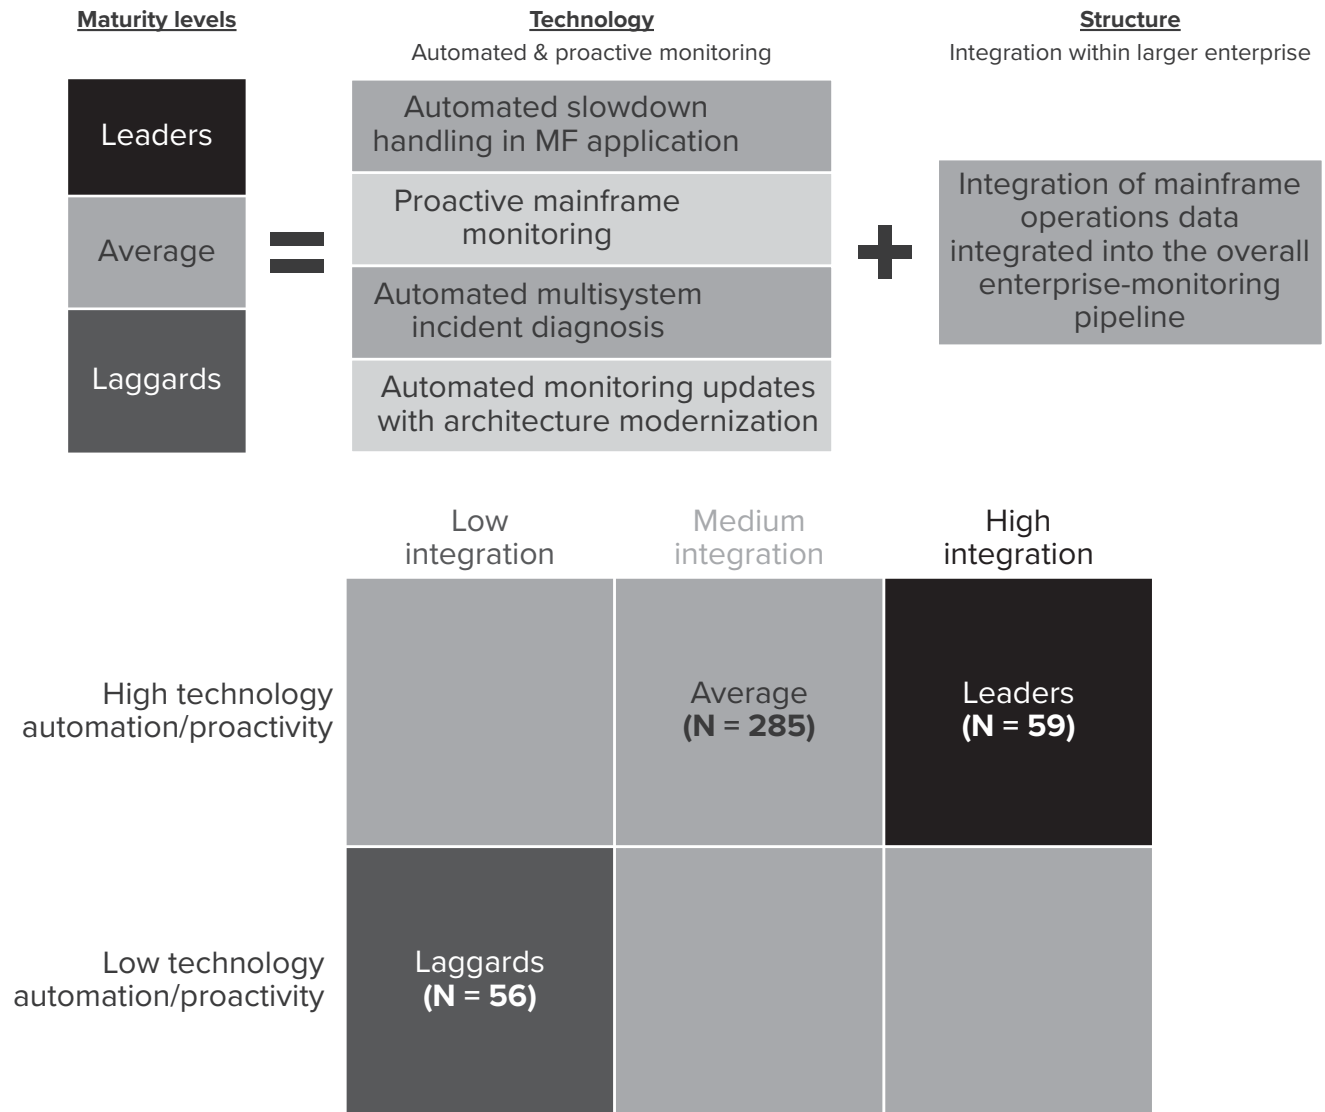 Maturity levels
Technology
Structure
Automated & proactive monitoring
Integration within larger enterprise
Leaders
Average
Laggards
Automated slowdown
handling in MF application
Proactive mainframe
monitoring
Automated multisystem
incident diagnosis
Automated monitoring updates
with architecture modernization
Integration of mainframe
operations data
integrated into the overall
enterprise-monitoring
pipeline
Low
integration
Medium
integration
High
integration
High technology
automation/proactivity
Average
(N = 285)
Leaders
(N = 59)
Low technology
automation/proactivity
Laggards
(N = 56)